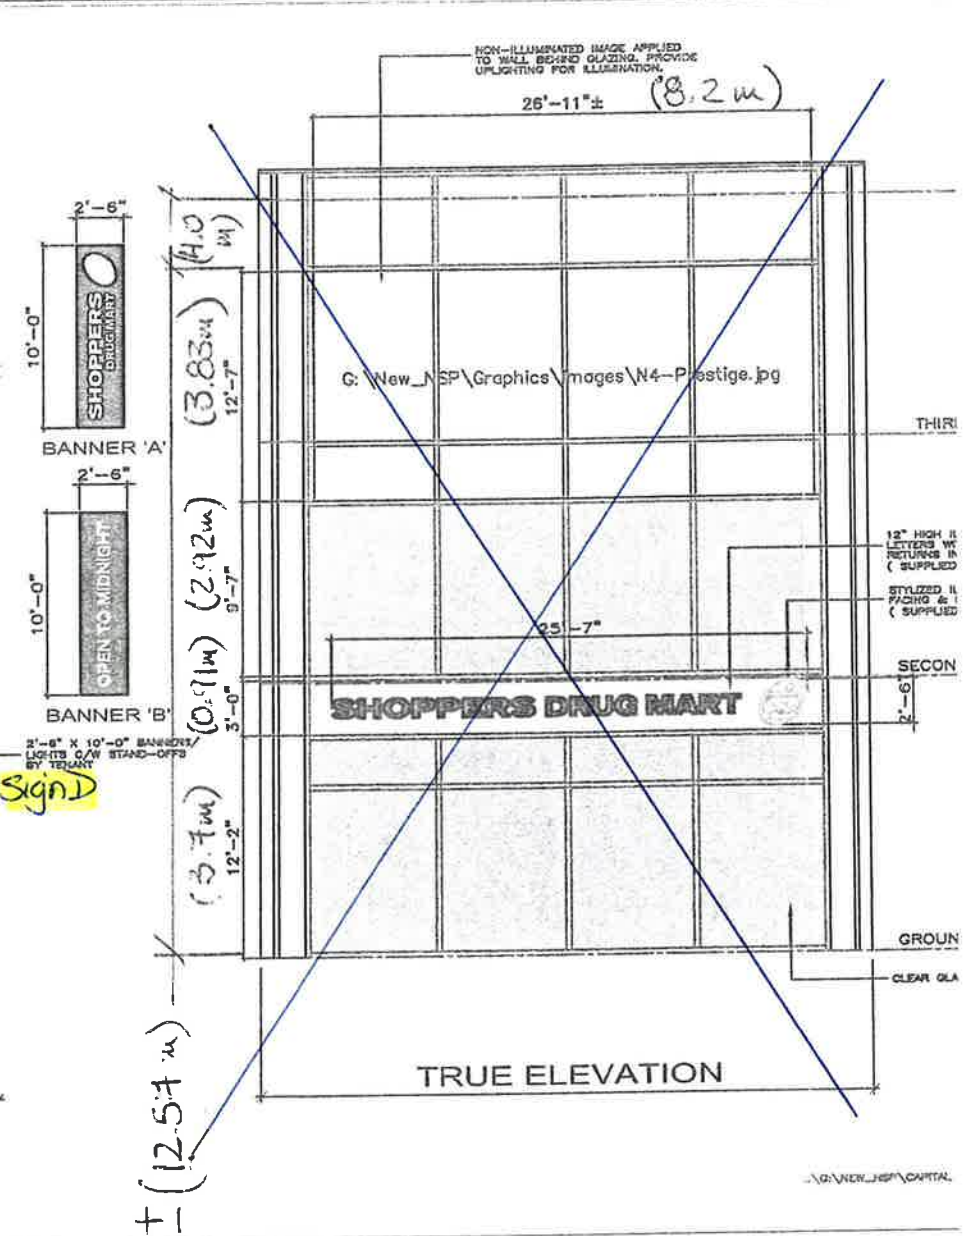 NON-ILLUMINATED IMAGE APPLIED
TO WALL BEHIND GLAZING. PROVIDE
UPLIGHTING FOR ILLUMINATION.
26'-11"±
(8.2 m)
2'-6"
10'-0"
SHOPPERS
DRUG MART
BANNER 'A'
2'-6"
10'-0"
OPEN TO MIDNIGHT
BANNER 'B'
2'-6" X 10'-0" BANNERS/
LIGHTS C/W STAND-OFFS
BY TENANT
Sign D
(4.0 m)
(3.83m)
12'-7"
(2.92m)
9'-7"
(0.91m)
3'-0"
(3.7m)
12'-2"
± (12.57 m)
G:\New_NSP\Graphics\Images\N4-Prestige.jpg
THIR
12" HIGH
LETTERS
RETURNS
( SUPPLIED
STYLIZED
FACING &
( SUPPLIED
25'-7"
SECON
2'-6"
SHOPPERS DRUG MART
GROUN
CLEAR GLA
TRUE ELEVATION
..\G:\NEW_NSP\CAPITAL